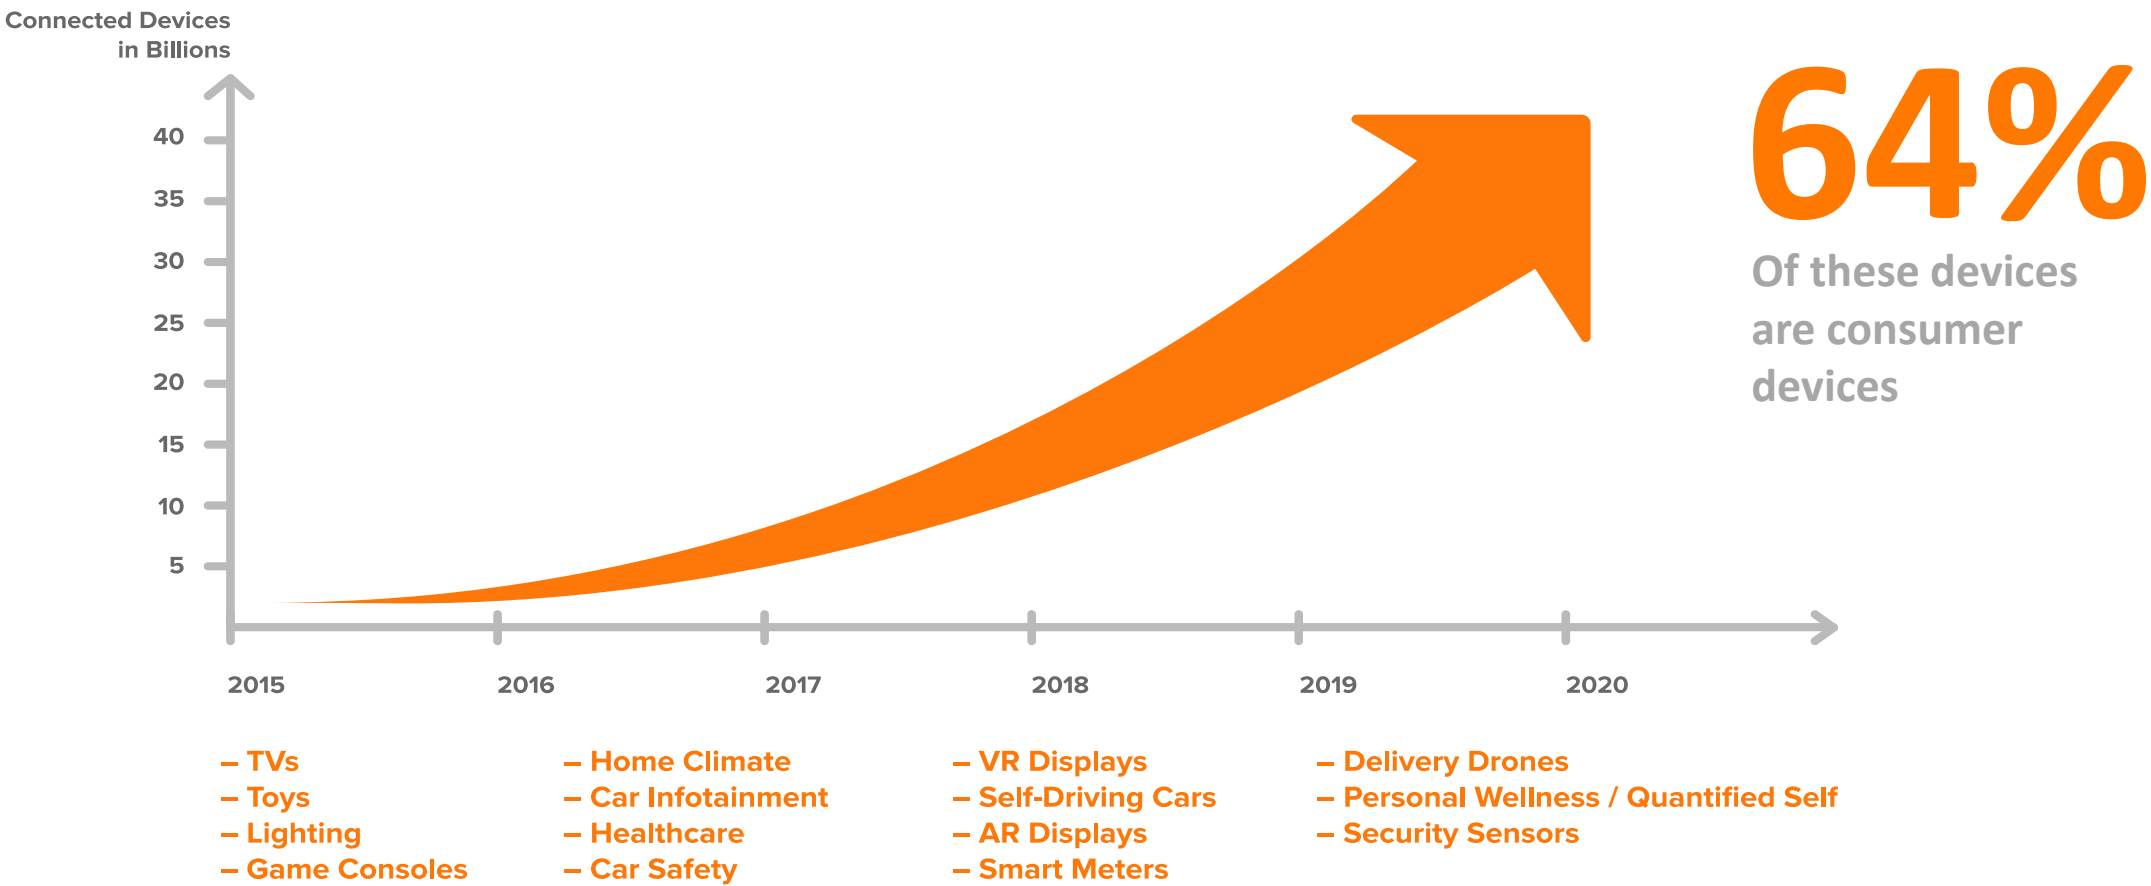 Connected Devices
in Billions
40
35
30
25
20
15
10
5
2015
2016
2017
2018
2019
2020
64%
Of these devices
are consumer
devices
– TVs
– Toys
– Lighting
– Game Consoles
– Home Climate
– Car Infotainment
– Healthcare
– Car Safety
– VR Displays
– Self-Driving Cars
– AR Displays
– Smart Meters
– Delivery Drones
– Personal Wellness / Quantified Self
– Security Sensors